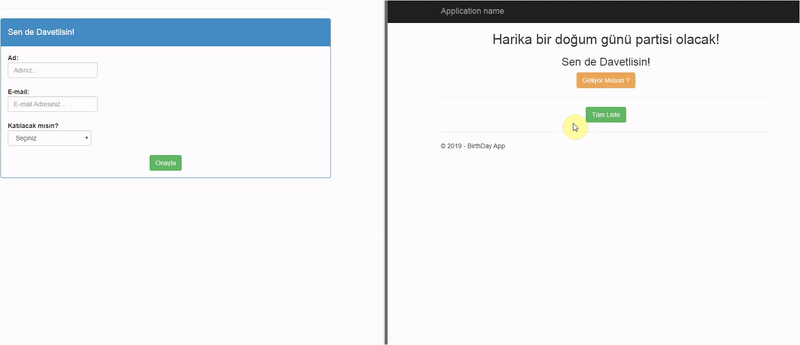 Sen de Davetlisin!
Ad:
Adınız..
E-mail:
E-mail Adresiniz...
Katılacak mısın?
Seçiniz
Onayla
Application name
Harika bir doğum günü partisi olacak!
Sen de Davetlisin!
Geliyor Musun ?
Tüm Liste
© 2019 - BirthDay App